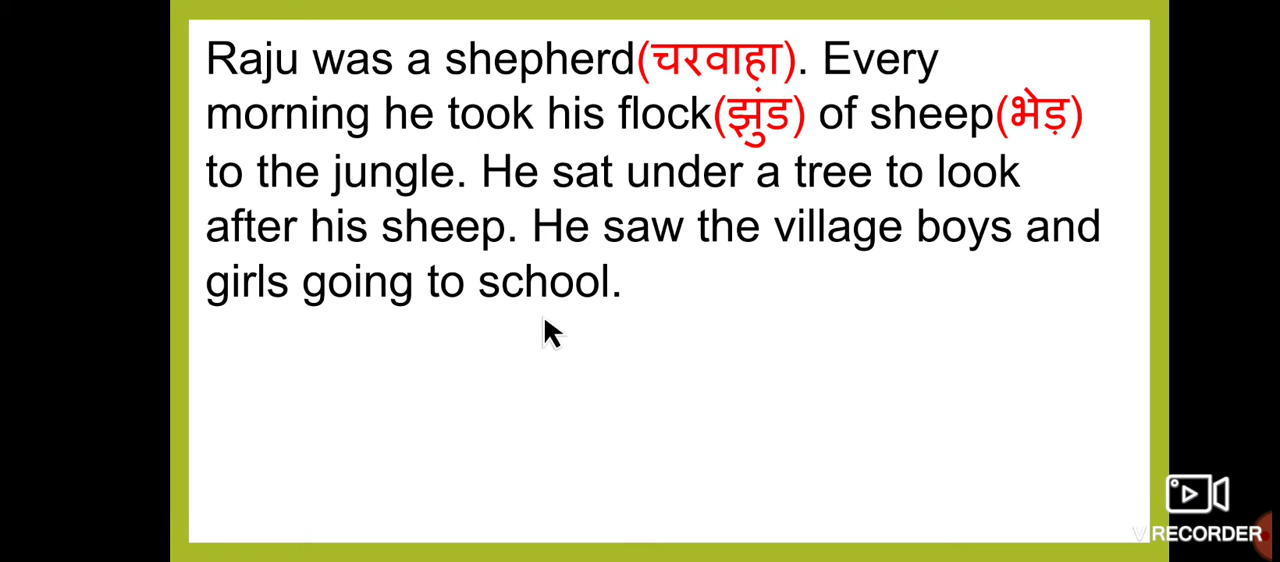 Raju was a shepherd(चरवाहा). Every
morning he took his flock(झुंड) of sheep(भेड़)
to the jungle. He sat under a tree to look
after his sheep. He saw the village boys and
girls going to school.
V RECORDER